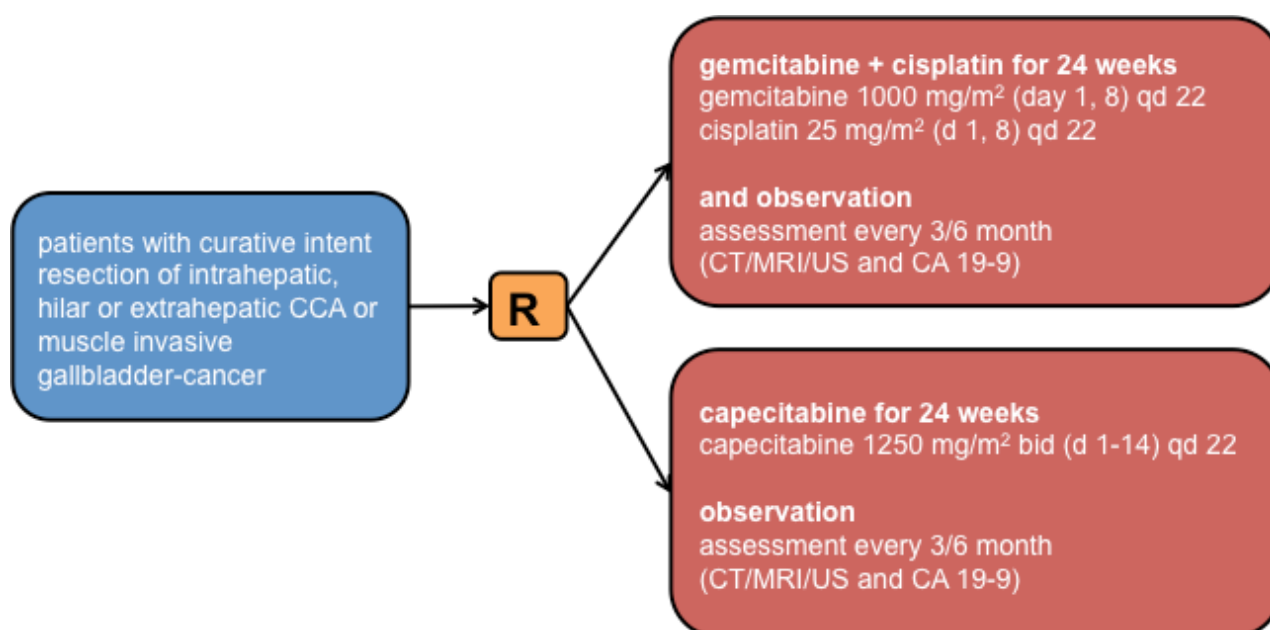 patients with curative intent
resection of intrahepatic,
hilar or extrahepatic CCA or
muscle invasive
gallbladder-cancer
R
gemcitabine + cisplatin for 24 weeks
gemcitabine 1000 mg/m² (day 1, 8) qd 22
cisplatin 25 mg/m² (d 1, 8) qd 22
and observation
assessment every 3/6 month
(CT/MRI/US and CA 19-9)
capecitabine for 24 weeks
capecitabine 1250 mg/m² bid (d 1-14) qd 22
observation
assessment every 3/6 month
(CT/MRI/US and CA 19-9)